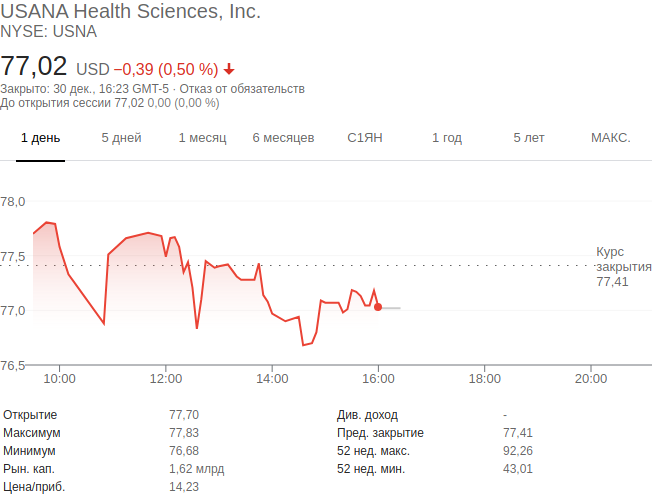 USANA Health Sciences, Inc.
NYSE: USNA
77,02 USD −0,39 (0,50 %)
Закрыто: 30 дек., 16:23 GMT-5 · Отказ от обязательств
До открытия сессии 77,02 0,00 (0,00 %)
1 день 5 дней 1 месяц 6 месяцев С1ЯН 1 год 5 лет МАКС.
78,0
77,5
77,0
76,5
Курс
закрытия
77,41
10:00 12:00 14:00 16:00 18:00 20:00
Открытие 77,70 Див. доход -
Максимум 77,83 Пред. закрытие 77,41
Минимум 76,68 52 нед. макс. 92,26
Рын. кап. 1,62 млрд 52 нед. мин. 43,01
Цена/приб. 14,23